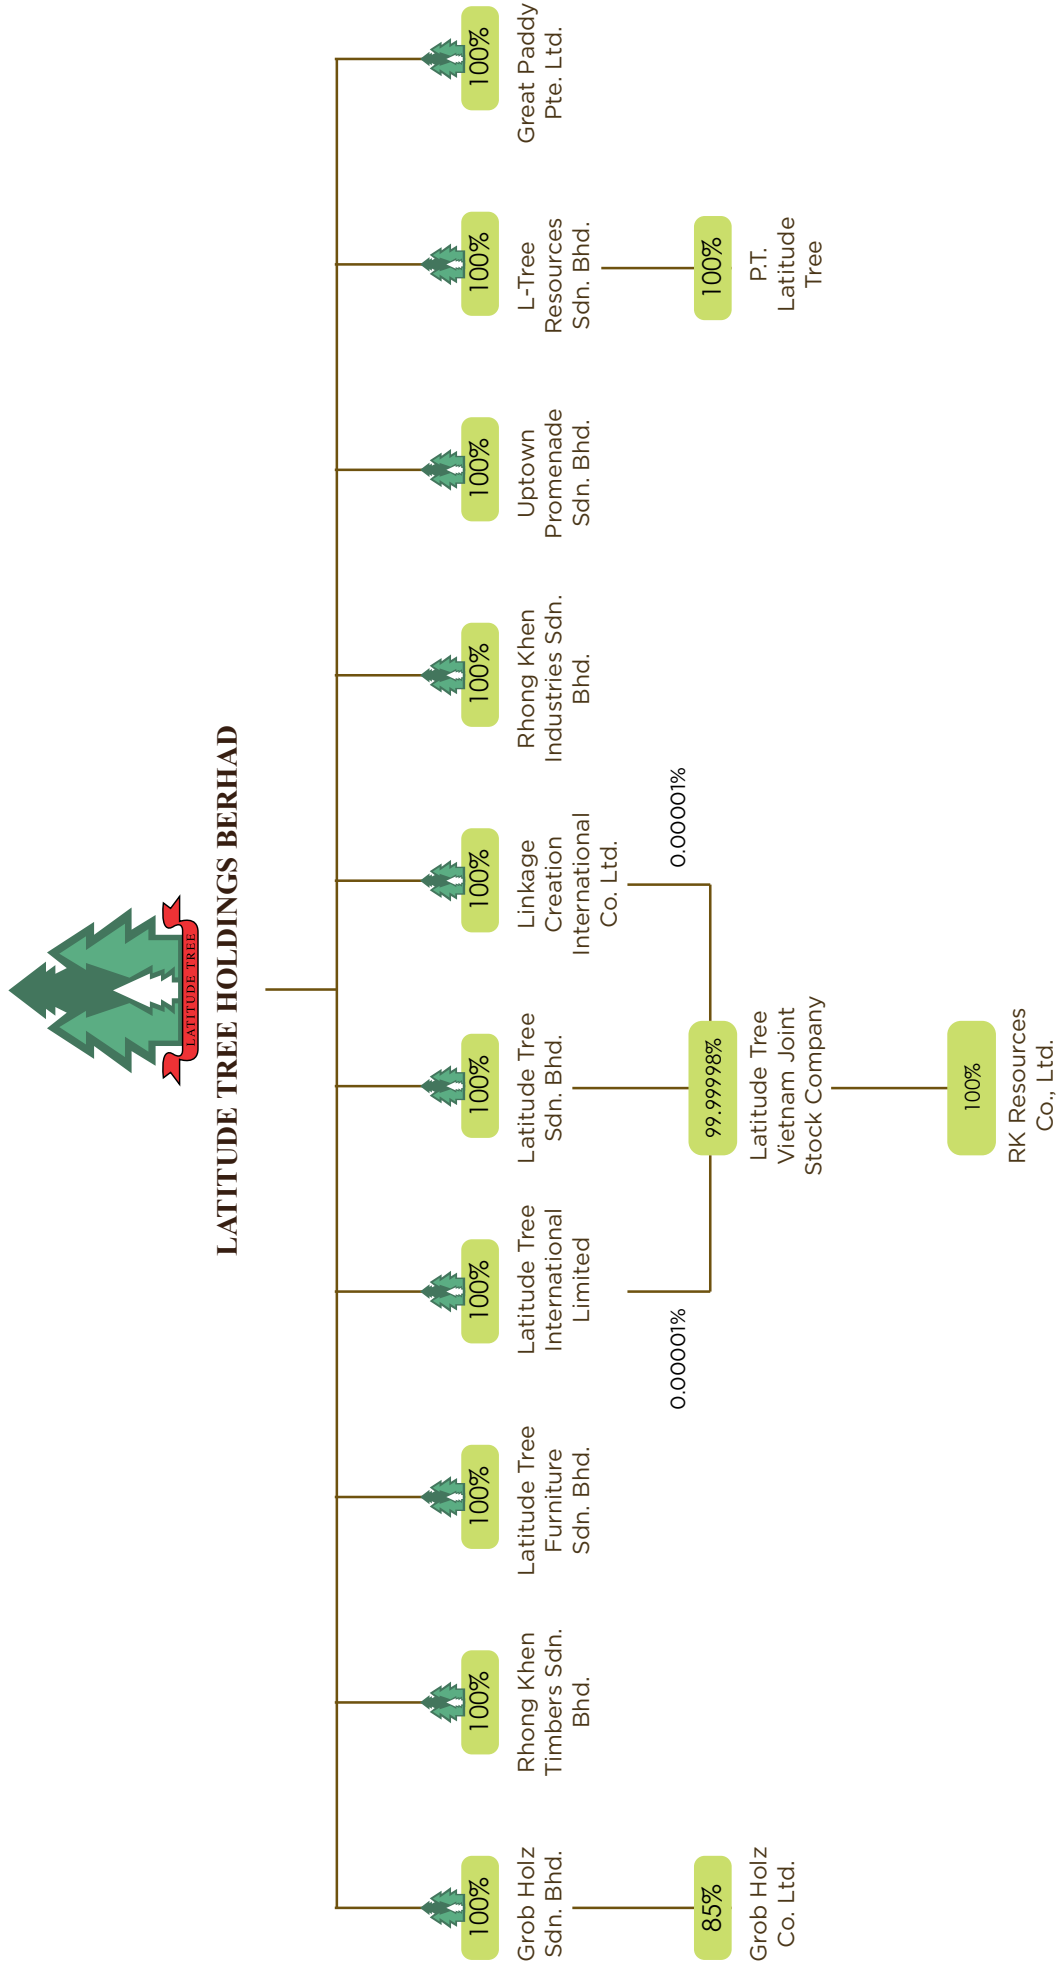 LATITUDE TREE
LATITUDE TREE HOLDINGS BERHAD
100%
Grob Holz
Sdn. Bhd.
100%
Rhong Khen
Timbers Sdn.
Bhd.
100%
Latitude Tree
Furniture
Sdn. Bhd.
100%
Latitude Tree
International
Limited
100%
Latitude Tree
Sdn. Bhd.
100%
Linkage
Creation
International
Co. Ltd.
100%
Rhong Khen
Industries Sdn.
Bhd.
100%
Uptown
Promenade
Sdn. Bhd.
100%
L-Tree
Resources
Sdn. Bhd.
100%
Great Paddy
Pte. Ltd.
85%
Grob Holz
Co. Ltd.
0.00001%
99.99998%
Latitude Tree
Vietnam Joint
Stock Company
0.00001%
100%
P.T.
Latitude
Tree
100%
RK Resources
Co., Ltd.